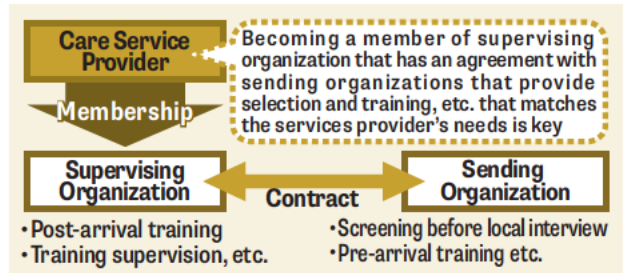 Care Service
Provider
Becoming a member of supervising
organization that has an agreement with
sending organizations that provide
selection and training, etc. that matches
the services provider's needs is key
Membership
Supervising
Organization
Contract
Sending
Organization
・Post-arrival training
・Training supervision, etc.
・Screening before local interview
・Pre-arrival training etc.